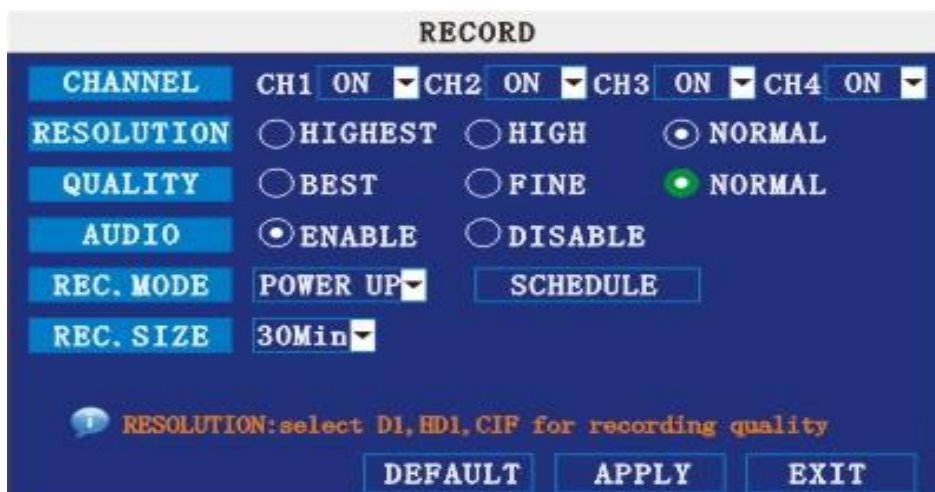 RECORD
CHANNEL CH1 ON CH2 ON CH3 ON CH4 ON
RESOLUTION HIGHEST HIGH NORMAL
QUALITY BEST FINE NORMAL
AUDIO ENABLE DISABLE
REC.MODE POWER UP SCHEDULE
REC.SIZE 30Min
RESOLUTION:select D1,HD1,CIF for recording quality
DEFAULT APPLY EXIT